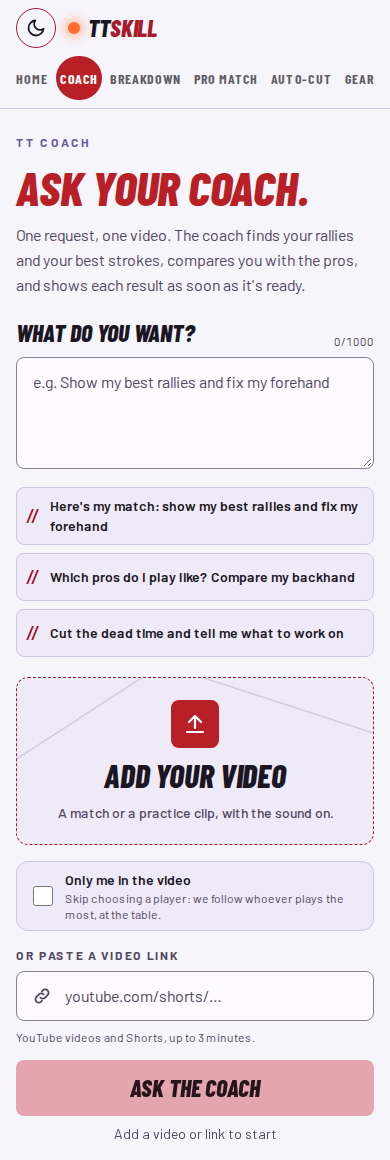 TTSKILL
HOME COACH BREAKDOWN PRO MATCH AUTO-CUT GEAR
TT COACH
ASK YOUR COACH.
One request, one video. The coach finds your rallies
and your best strokes, compares you with the pros,
and shows each result as soon as it's ready.
WHAT DO YOU WANT?
0/1000
e.g. Show my best rallies and fix my forehand
// Here's my match: show my best rallies and fix my
forehand
// Which pros do I play like? Compare my backhand
// Cut the dead time and tell me what to work on
ADD YOUR VIDEO
A match or a practice clip, with the sound on.
Only me in the video
Skip choosing a player: we follow whoever plays the
most, at the table.
OR PASTE A VIDEO LINK
youtube.com/shorts/...
YouTube videos and Shorts, up to 3 minutes.
ASK THE COACH
Add a video or link to start